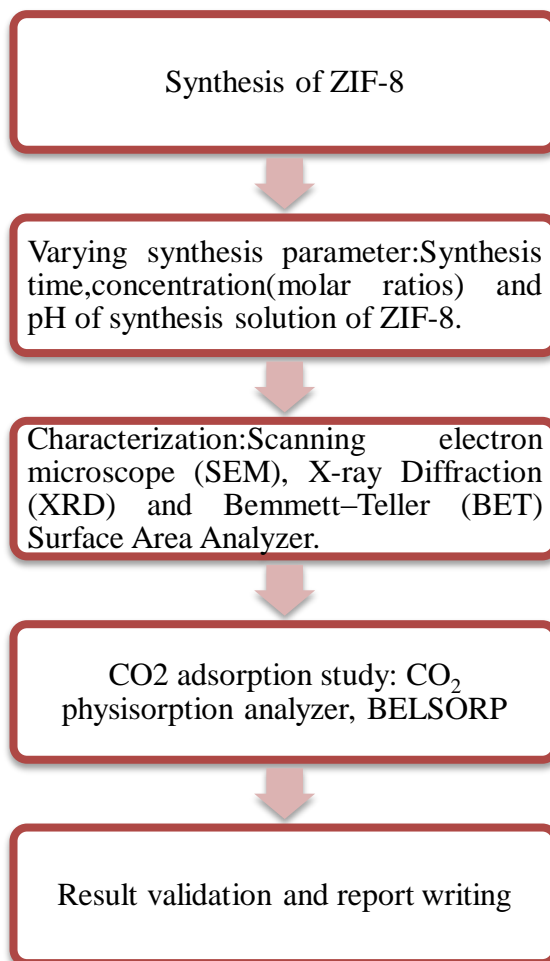 Synthesis of ZIF-8
Varying synthesis parameter:Synthesis
time,concentration(molar ratios) and
pH of synthesis solution of ZIF-8.
Characterization:Scanning electron
microscope (SEM), X-ray Diffraction
(XRD) and Bemmett–Teller (BET)
Surface Area Analyzer.
CO2 adsorption study: CO₂
physisorption analyzer, BELSORP
Result validation and report writing